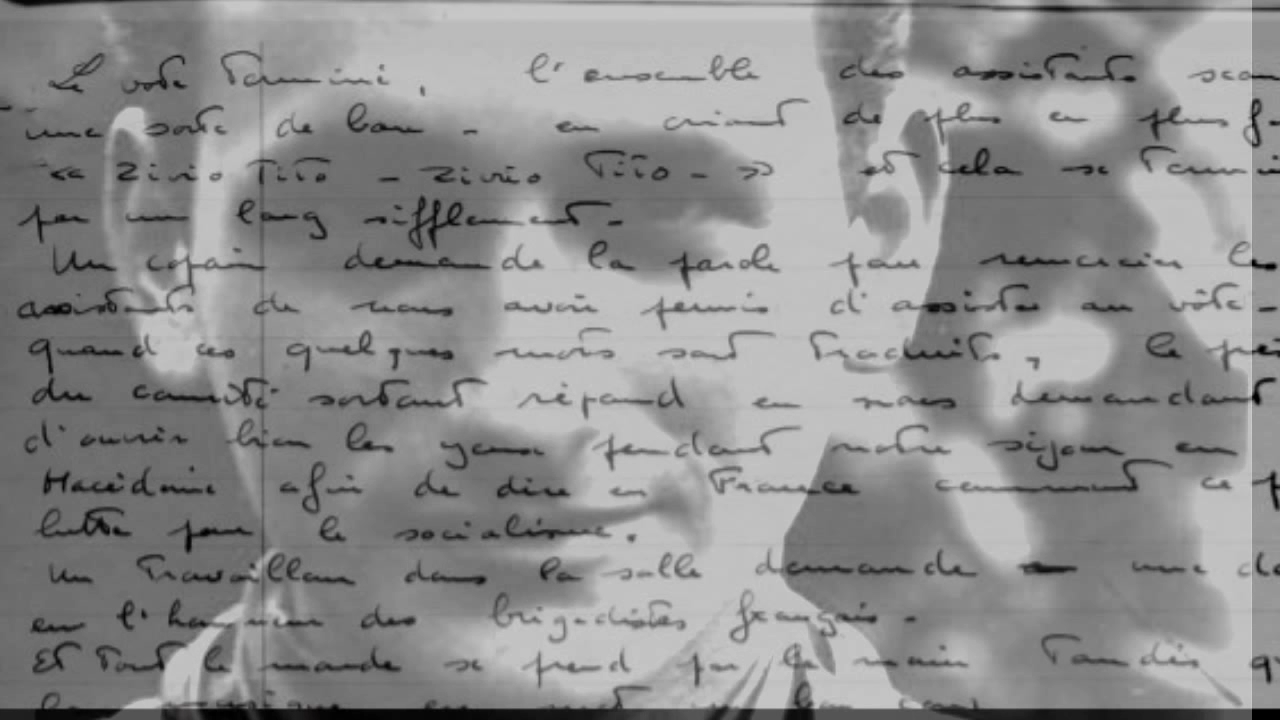 Le vote terminé, l'ensemble des assistants scan
une sorte de ban - en criant de plus en plus f
"<< Zivio Tito - Zivio Tito - >> et cela se termi
par un long sifflement -
Un copain demande la parole pour remercier les
assistants de nous avoir permis d'assister au vote -
quand ces quelques mots sont traduits, le
du comité sortant répond en nous demandant
d'ouvrir bien les yeux pendant notre séjour en
Macédoine afin de dire en France comment ce p
lutte pour le socialisme.
Un travailleur dans la salle demande une
en l'honneur des brigadistes français -
Et tout le monde se prend par la main tandis q
la musique en